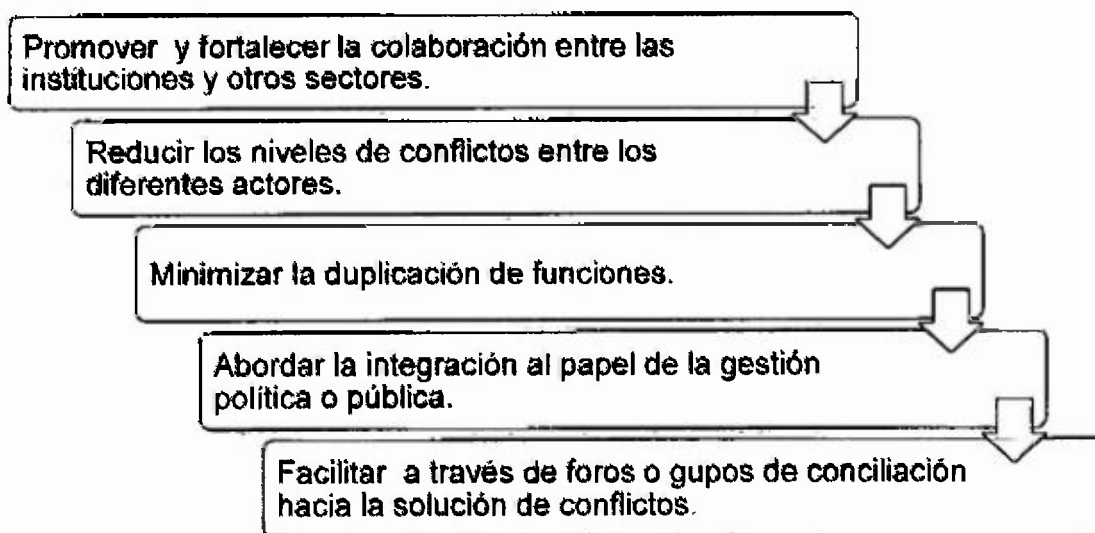 Promover y fortalecer la colaboración entre las
instituciones y otros sectores.
Reducir los niveles de conflictos entre los
diferentes actores.
Minimizar la duplicación de funciones.
Abordar la integración al papel de la gestión
política o pública.
Facilitar a través de foros o gupos de conciliación
hacia la solución de conflictos.